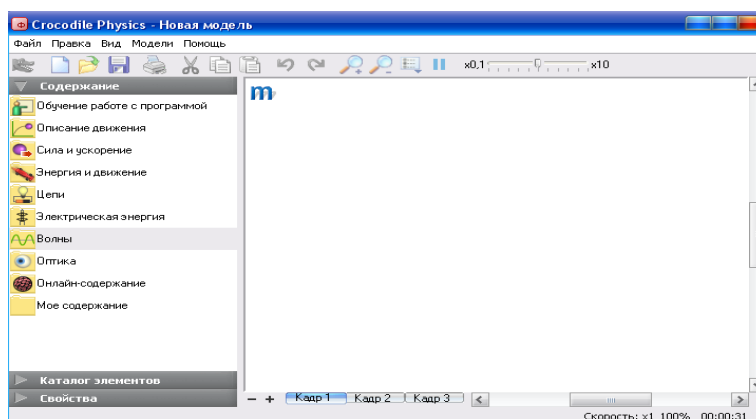 Crocodile Physics - Новая модель
Файл Правка Вид Модели Помощь
x0,1 x10
Содержание
m
Обучение работе с программой
Описание движения
Сила и ускорение
Энергия и движение
Цепи
Электрическая энергия
Волны
Оптика
Онлайн-содержание
Мое содержание
Каталог элементов
Свойства
Кадр 1 Кадр 2 Кадр 3
Скорость: x1 100% 00:00:31